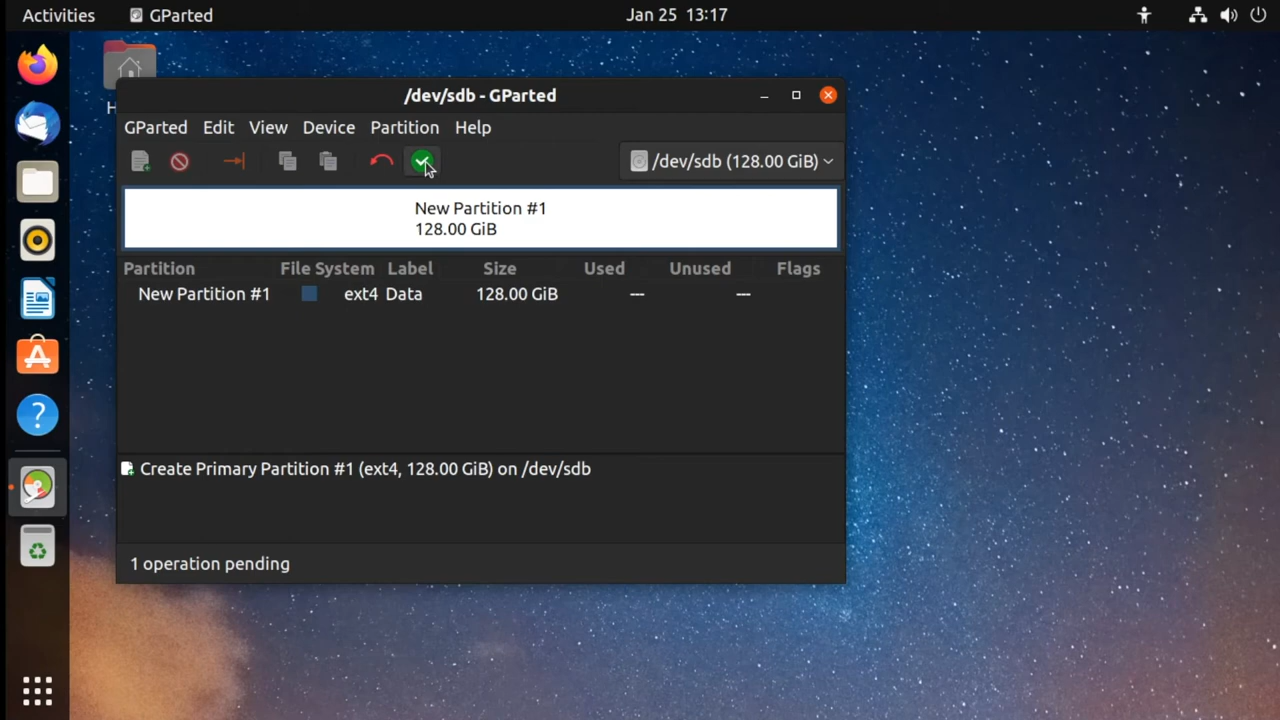 Activities
GParted
Jan 25 13:17
H
/dev/sdb - GParted
GParted Edit View Device Partition Help
/dev/sdb (128.00 GiB)
New Partition #1
128.00 GiB
Partition File System Label Size Used Unused Flags
New Partition #1 ext4 Data 128.00 GiB --- ---
Create Primary Partition #1 (ext4, 128.00 GiB) on /dev/sdb
1 operation pending